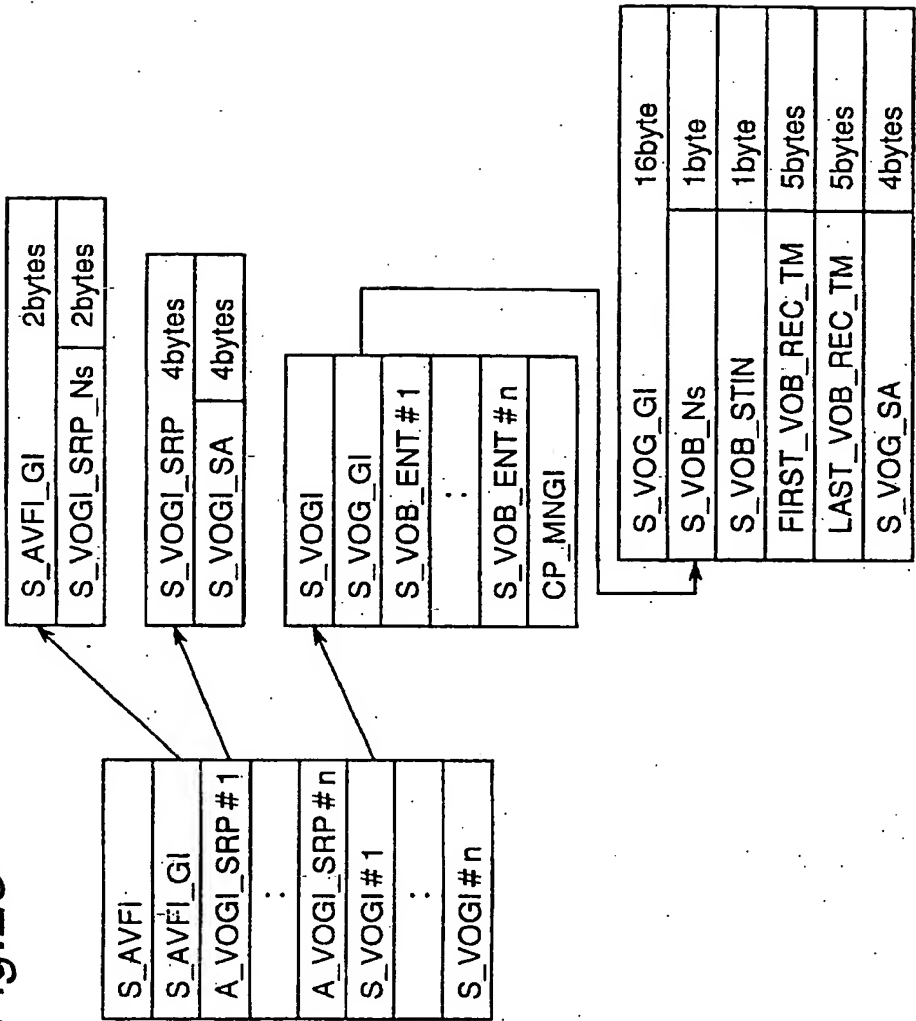 S_AVFI
S_AVFI_GI
A_VOGI_SRP#1
:
A_VOGI_SRP#n
S_VOGI#1
:
S_VOGI#n
S_AVFI_GI 2bytes
S_VOGI_SRP_Ns 2bytes
S_VOGI_SRP 4bytes
S_VOGI_SA 4bytes
S_VOGI
S_VOG_GI
S_VOB_ENT#1
:
S_VOB_ENT#n
CP_MNGI
S_VOG_GI 16byte
S_VOB_Ns 1byte
S_VOB_STIN 1byte
FIRST_VOB_REC_TM 5bytes
LAST_VOB_REC_TM 5bytes
S_VOG_SA 4bytes